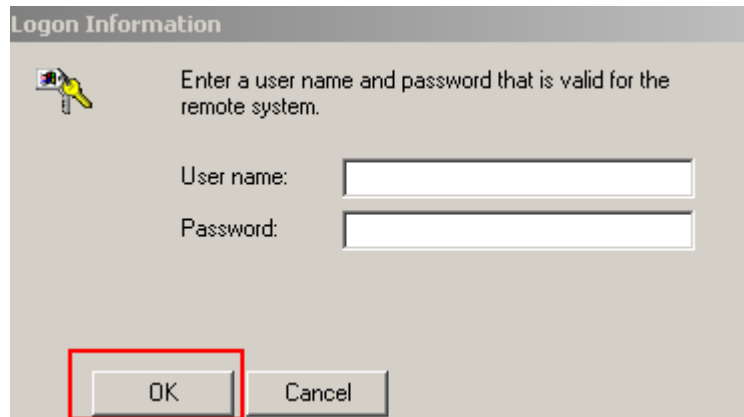 Logon Information
Enter a user name and password that is valid for the
remote system.
User name:
Password:
OK
Cancel